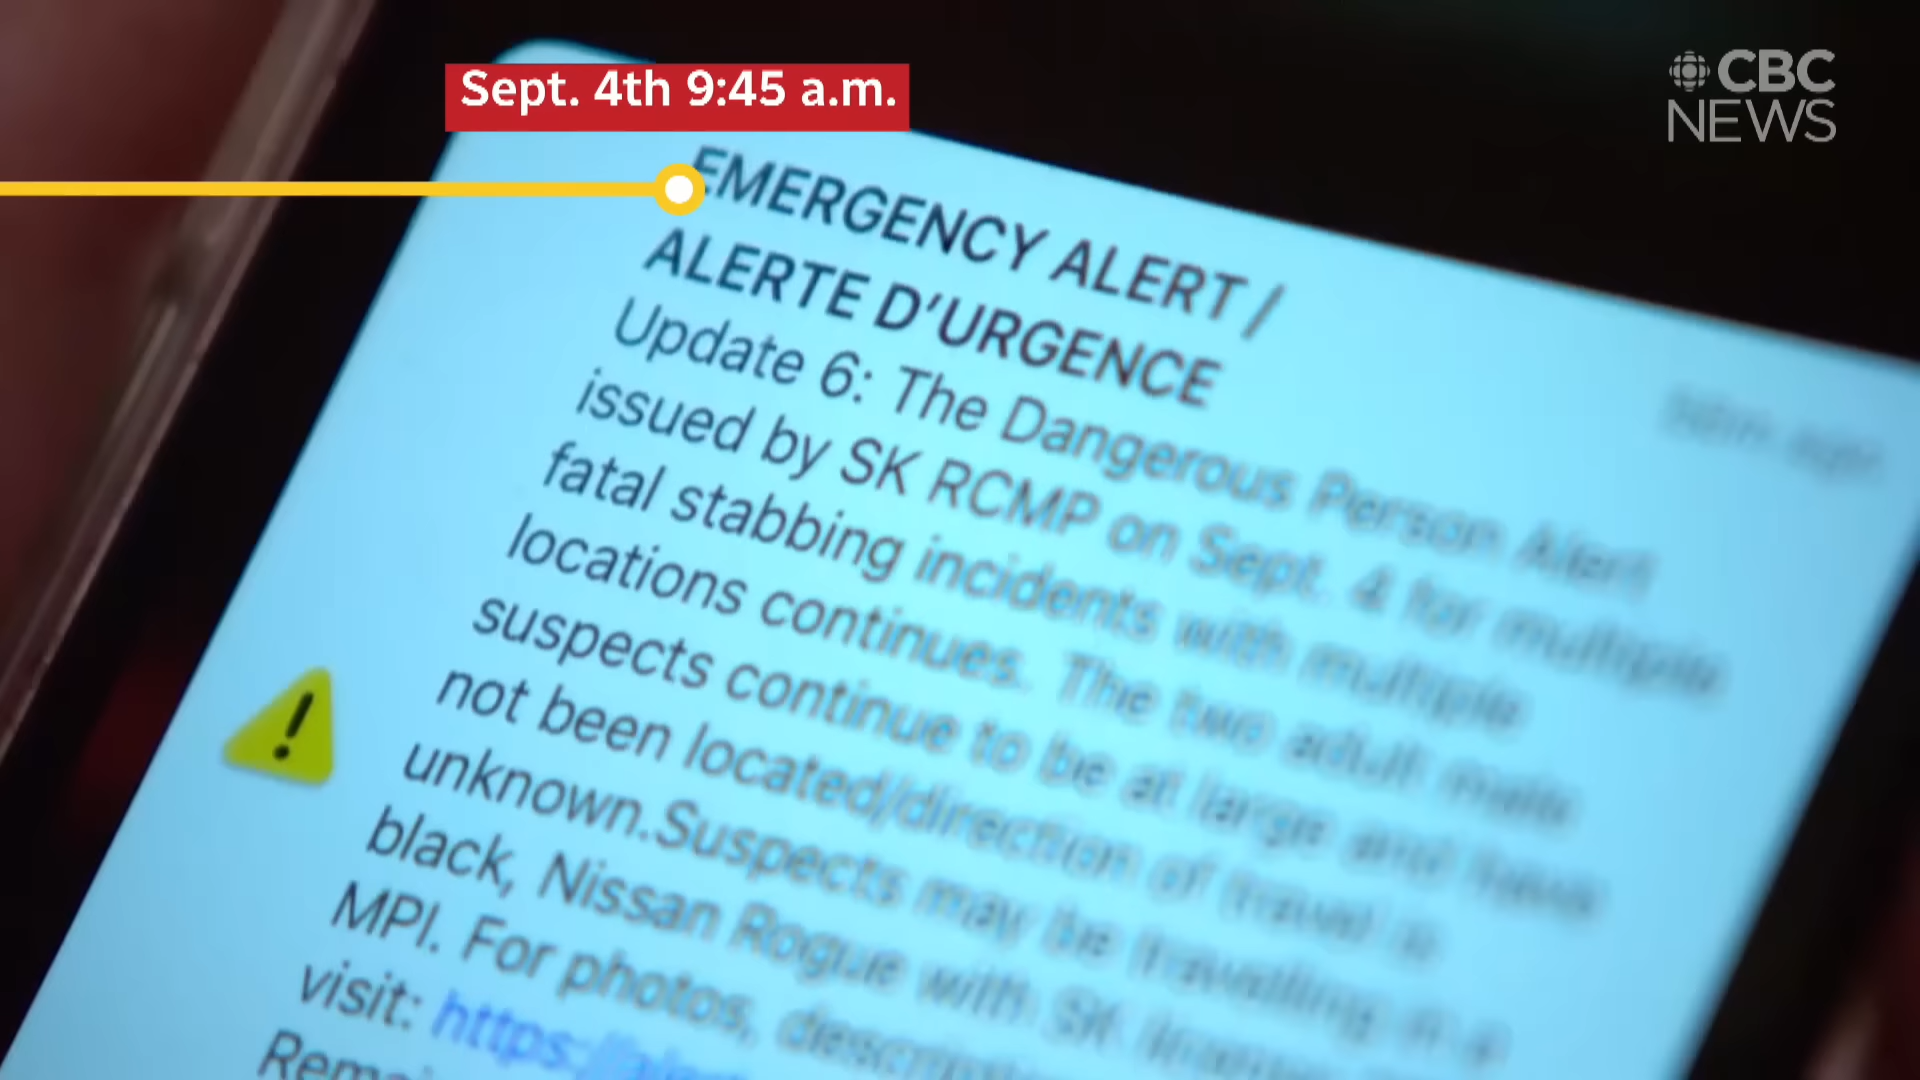 Sept. 4th 9:45 a.m.
CBC
NEWS
EMERGENCY ALERT /
ALERTE D'URGENCE
Update 6: The Dangerous Person Alert
issued by SK RCMP on Sept. 4 for multiple
fatal stabbing incidents with multiple
locations continues. The two adult male
suspects continue to be at large and have
not been located/direction of travel is
unknown.Suspects may be travelling in a
black, Nissan Rogue with SK
MPI. For photos,
visit: https://